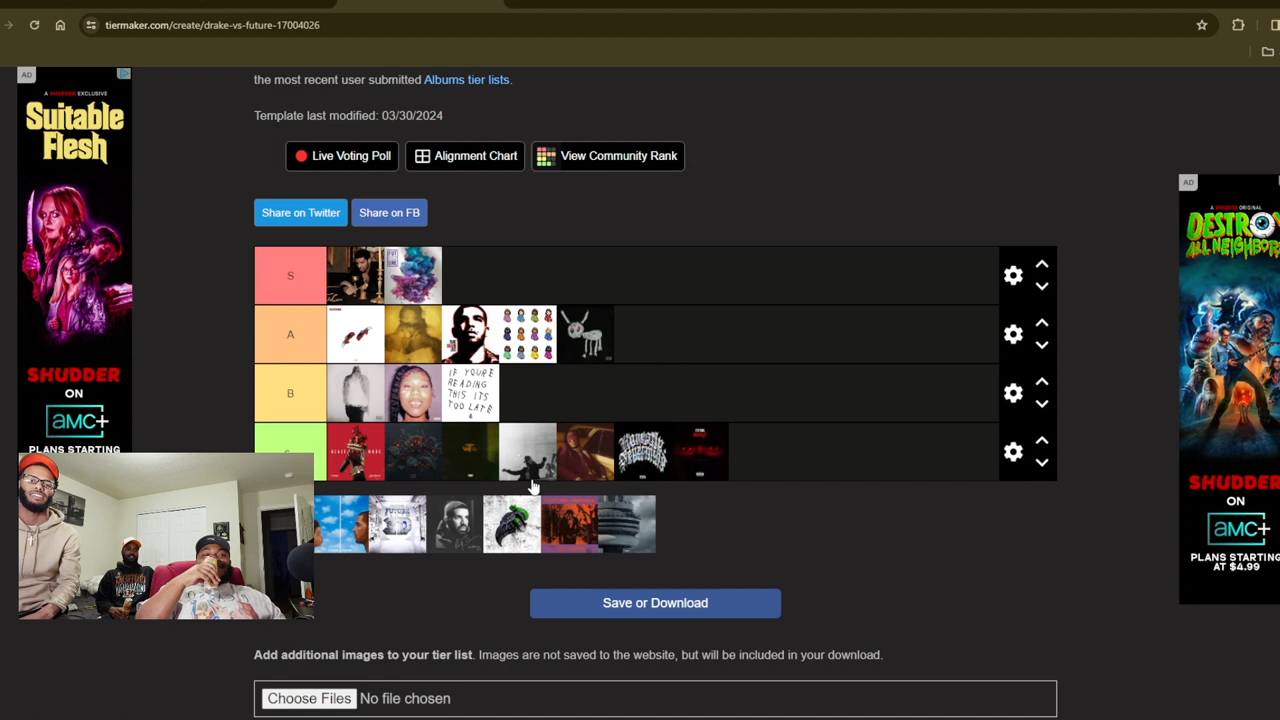 tiermaker.com/create/drake-vs-future-17004026
the most recent user submitted Albums tier lists.
Template last modified: 03/30/2024
Live Voting Poll
Alignment Chart
View Community Rank
Share on Twitter
Share on FB
S
A
B
IF YOU'RE
READING
THIS ITS
TOO LATE
Save or Download
Add additional images to your tier list. Images are not saved to the website, but will be included in your download.
Choose Files No file chosen
AD
A SHUDDER EXCLUSIVE
Suitable
Flesh
SHUDDER
ON
AMC+
PLANS STARTING
AD
A SHUDDER ORIGINAL
DESTROY
ALL NEIGHBORS
SHUDDER
ON
AMC+
PLANS STARTING
AT $4.99